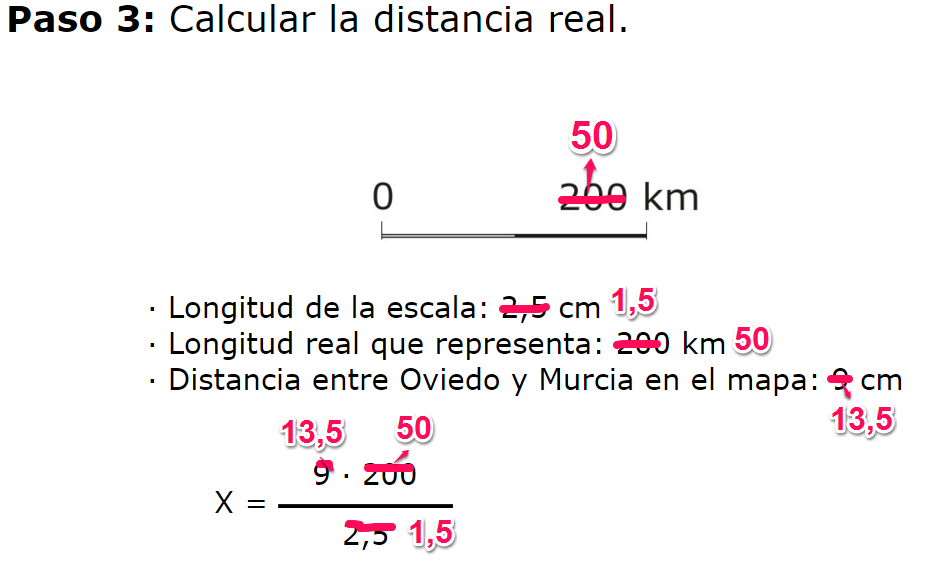 Paso 3: Calcular la distancia real.
50
0 200 km
· Longitud de la escala: 2,5 cm 1,5
· Longitud real que representa: 200 km 50
· Distancia entre Oviedo y Murcia en el mapa: 9 cm
13,5
13,5 50
9 · 200
X =
2,5 1,5